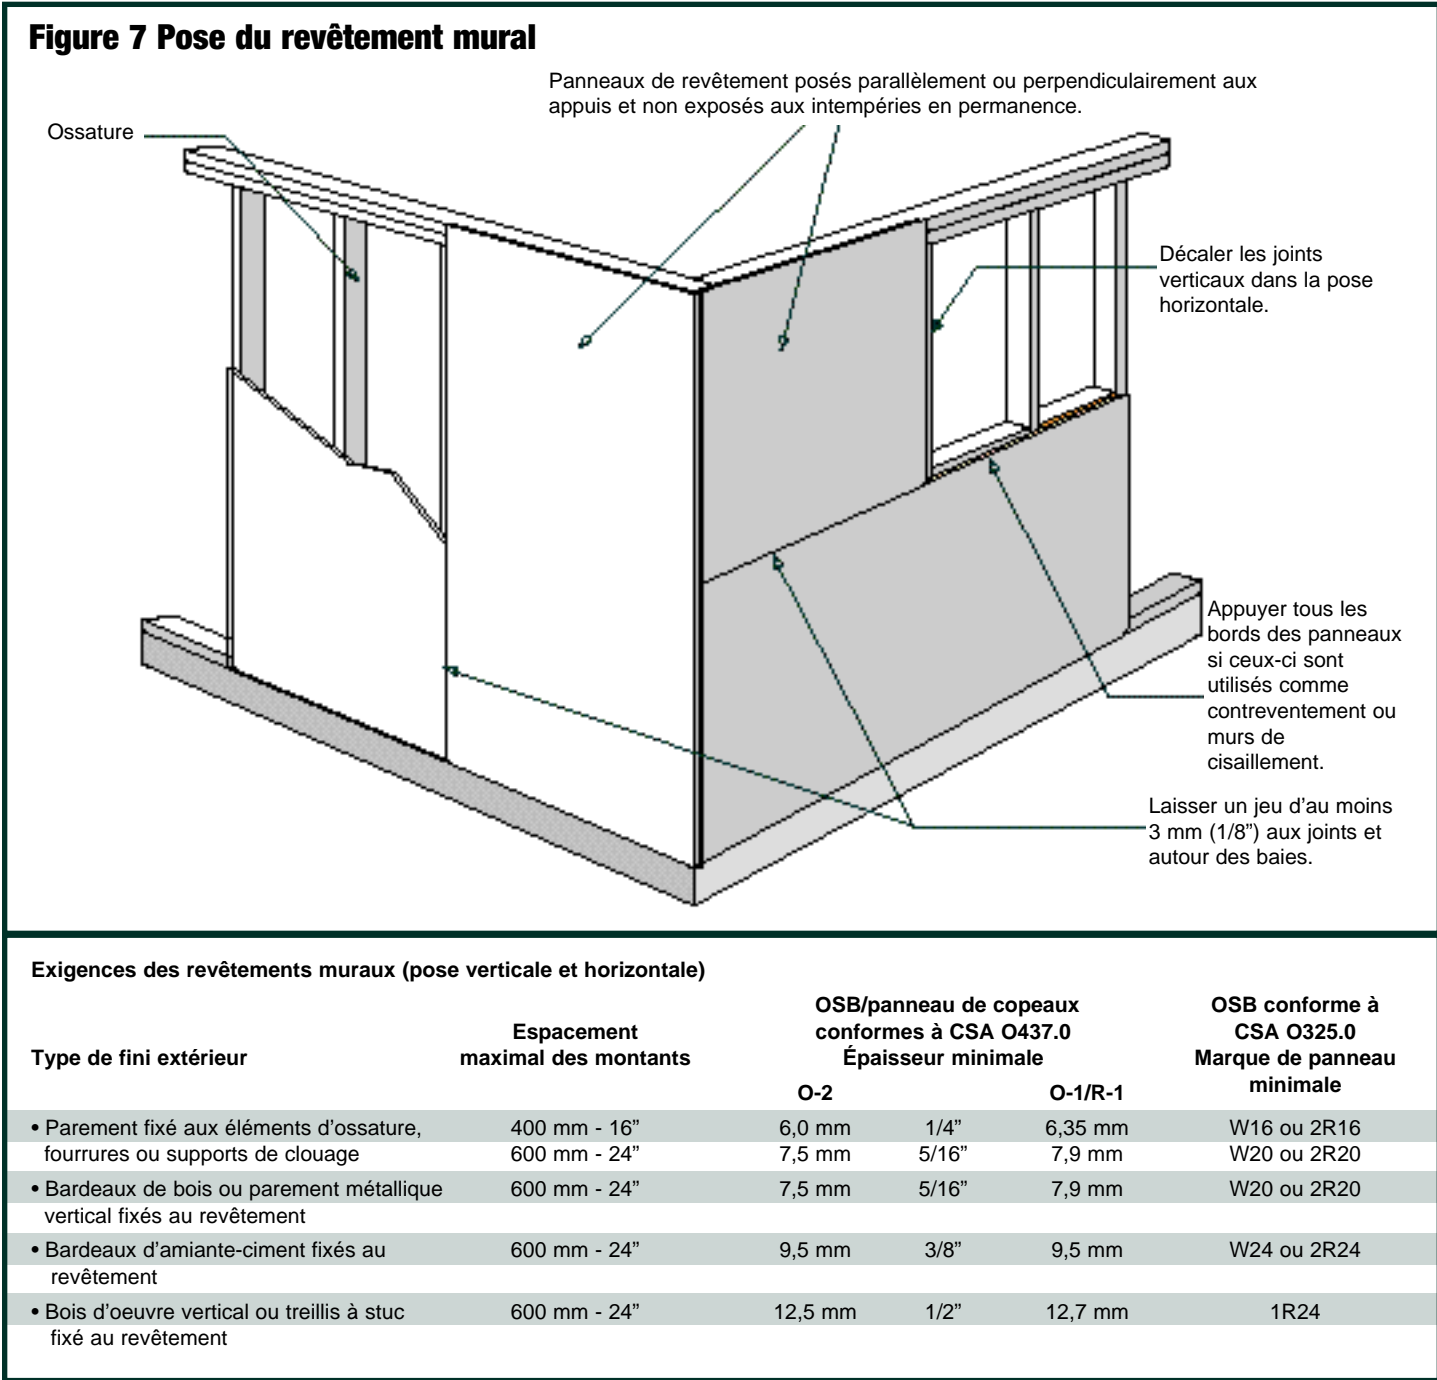 Figure 7 Pose du revêtement mural
Panneaux de revêtement posés parallèlement ou perpendiculairement aux
appuis et non exposés aux intempéries en permanence.
Ossature
Décaler les joints
verticaux dans la pose
horizontale.
Appuyer tous les
bords des panneaux
si ceux-ci sont
utilisés comme
contreventement ou
murs de
cisaillement.
Laisser un jeu d'au moins
3 mm (1/8") aux joints et
autour des baies.
Exigences des revêtements muraux (pose verticale et horizontale)
Type de fini extérieur
Espacement
maximal des montants
OSB/panneau de copeaux
conformes à CSA O437.0
Épaisseur minimale
OSB conforme à
CSA O325.0
Marque de panneau
minimale
O-2 O-1/R-1
• Parement fixé aux éléments d'ossature, 400 mm - 16" 6,0 mm 1/4" 6,35 mm W16 ou 2R16
fourrures ou supports de clouage 600 mm - 24" 7,5 mm 5/16" 7,9 mm W20 ou 2R20
• Bardeaux de bois ou parement métallique 600 mm - 24" 7,5 mm 5/16" 7,9 mm W20 ou 2R20
vertical fixés au revêtement
• Bardeaux d'amiante-ciment fixés au 600 mm - 24" 9,5 mm 3/8" 9,5 mm W24 ou 2R24
revêtement
• Bois d'oeuvre vertical ou treillis à stuc 600 mm - 24" 12,5 mm 1/2" 12,7 mm 1R24
fixé au revêtement